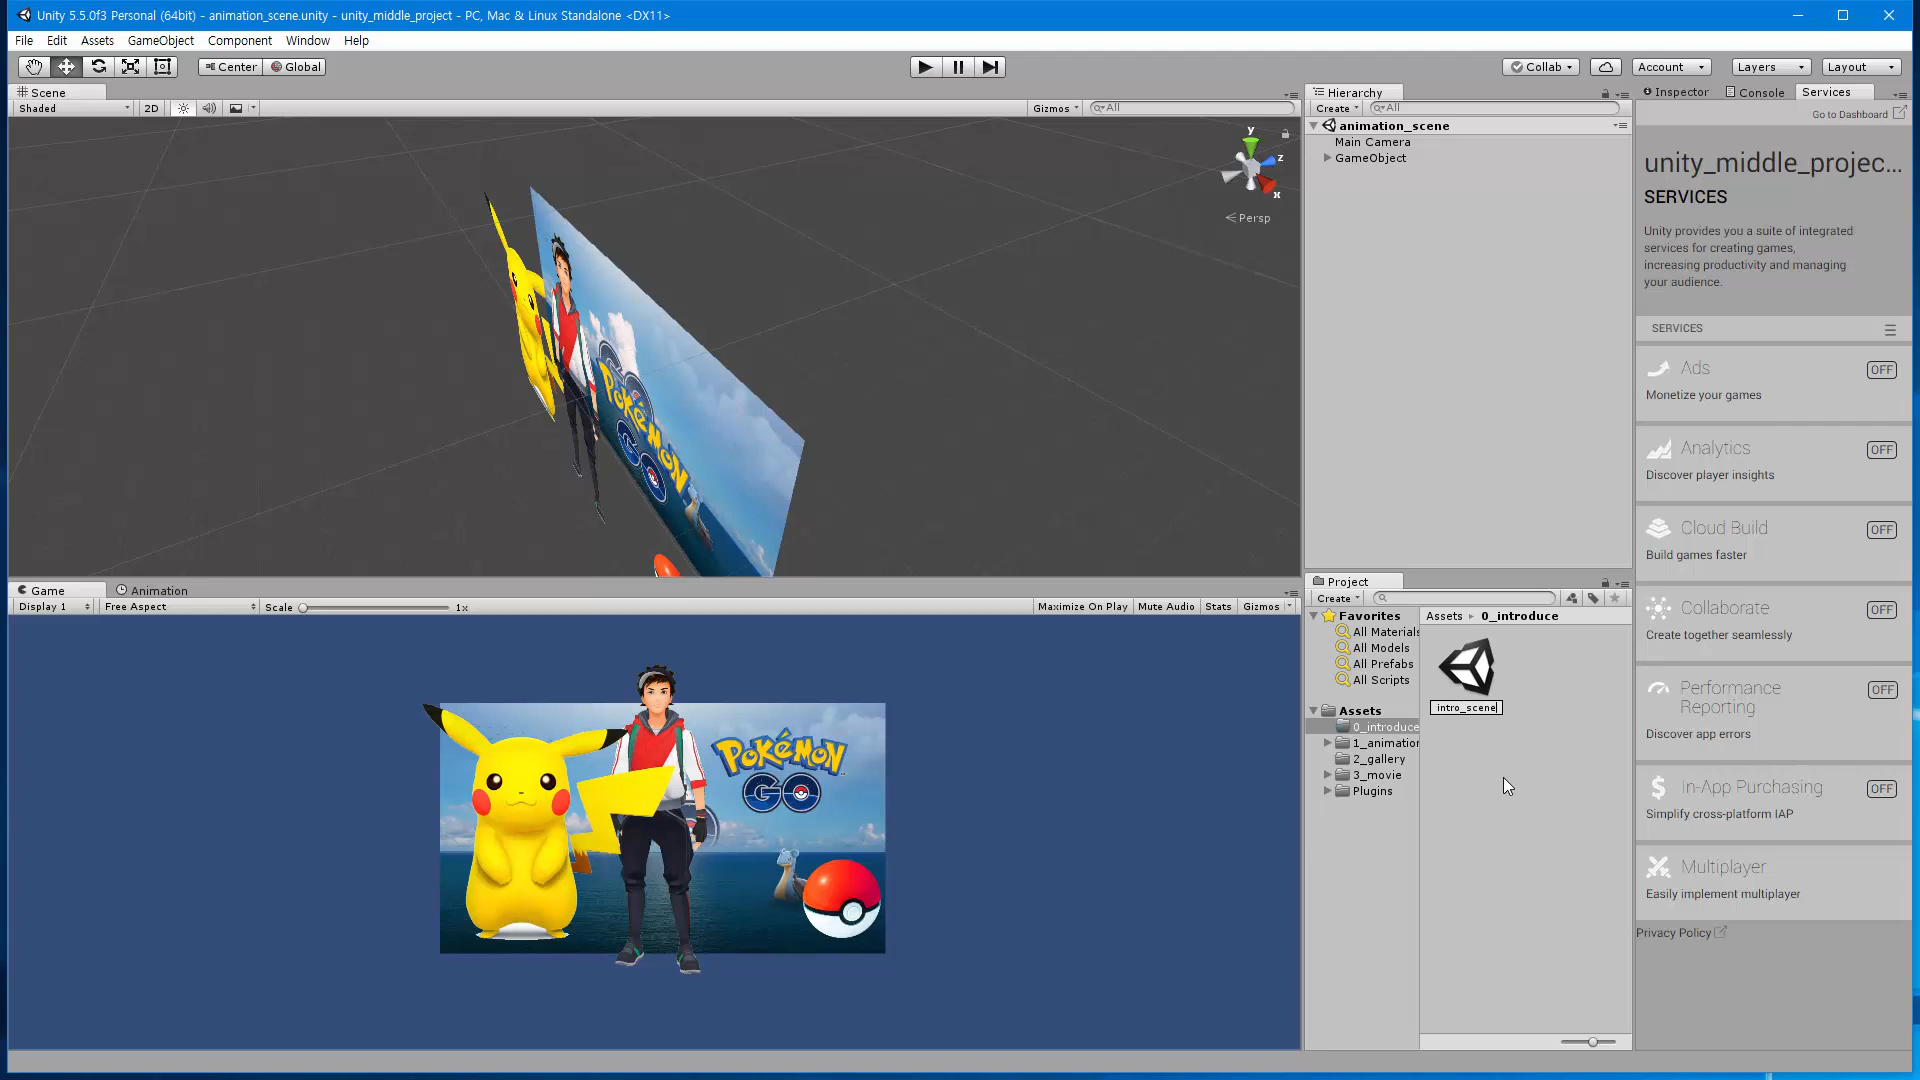 Unity 5.5.0f3 Personal (64bit) - animation_scene.unity - unity_middle_project - PC, Mac & Linux Standalone <DX11>
File Edit Assets GameObject Component Window Help
Center Global Collab Account Layers Layout
Scene
Shaded 2D Gizmos All
y
z
x
Persp
POKÉMON
GO
Hierarchy
Create All
animation_scene
Main Camera
GameObject
Inspector Console Services
Go to Dashboard
unity_middle_projec...
SERVICES
Unity provides you a suite of integrated
services for creating games,
increasing productivity and managing
your audience.
SERVICES
Ads OFF
Monetize your games
Analytics OFF
Discover player insights
Cloud Build OFF
Build games faster
Collaborate OFF
Create together seamlessly
Performance
Reporting OFF
Discover app errors
In-App Purchasing OFF
Simplify cross-platform IAP
Multiplayer
Easily implement multiplayer
Privacy Policy
Game Animation
Display 1 Free Aspect Scale 1x Maximize On Play Mute Audio Stats Gizmos
POKÉMON
GO
Project
Create
Favorites
All Materials
All Models
All Prefabs
All Scripts
Assets
0_introduce
1_animation
2_gallery
3_movie
Plugins
Assets 0_introduce
intro_scene